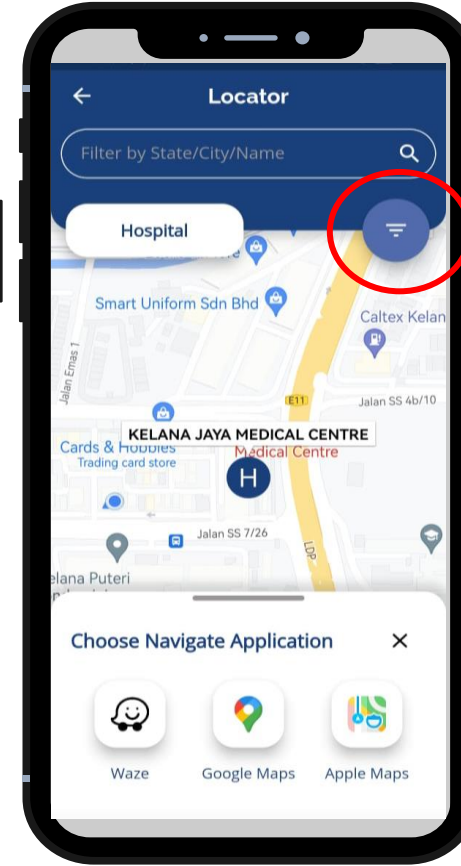 Locator
Filter by State/City/Name
Hospital
Smart Uniform Sdn Bhd
Caltex Kelan
Jalan Emas 1
E11
Jalan SS 4b/10
KELANA JAYA MEDICAL CENTRE
Cards & Hobbies
Medical Centre
Trading card store
H
Jalan SS 7/26
LDP
elana Puteri
Choose Navigate Application
Waze
Google Maps
Apple Maps